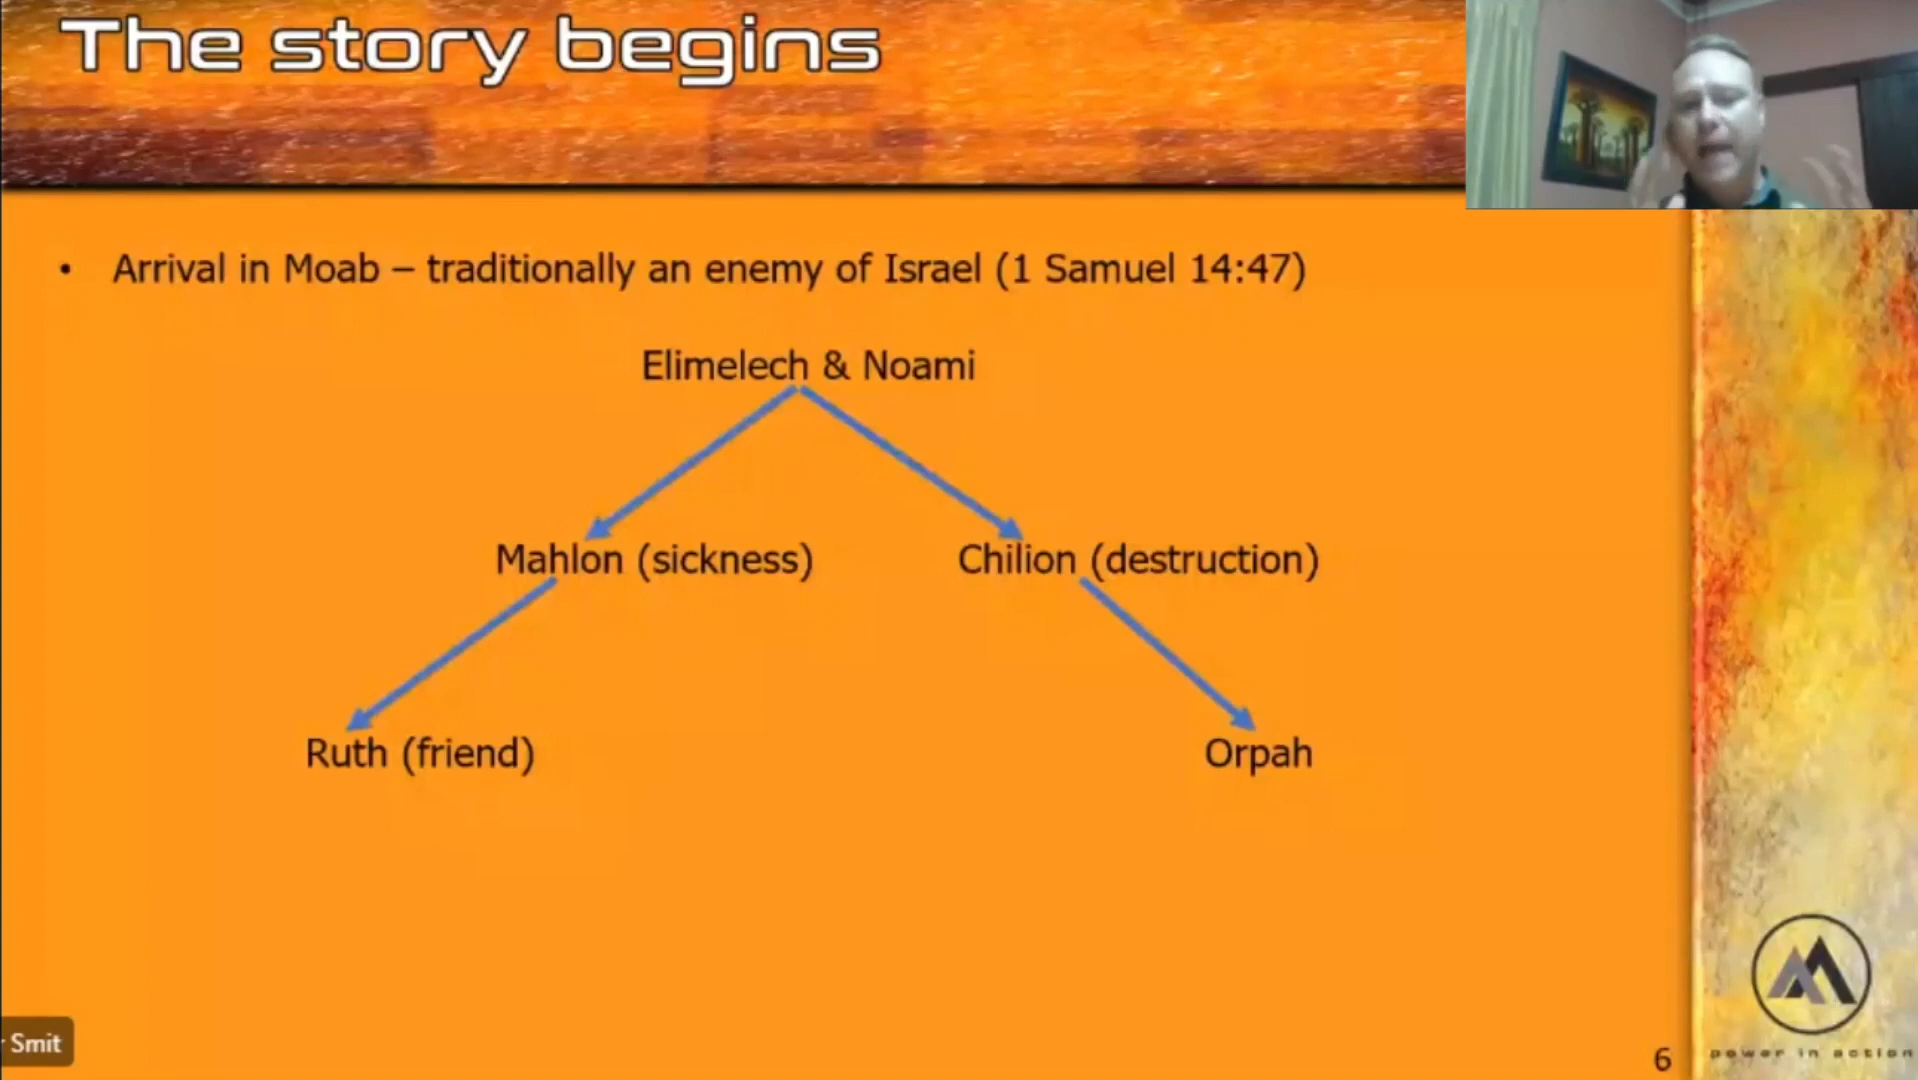 The story begins
• Arrival in Moab – traditionally an enemy of Israel (1 Samuel 14:47)
Elimelech & Noami
Mahlon (sickness) Chilion (destruction)
Ruth (friend) Orpah
Smit
6
power in action